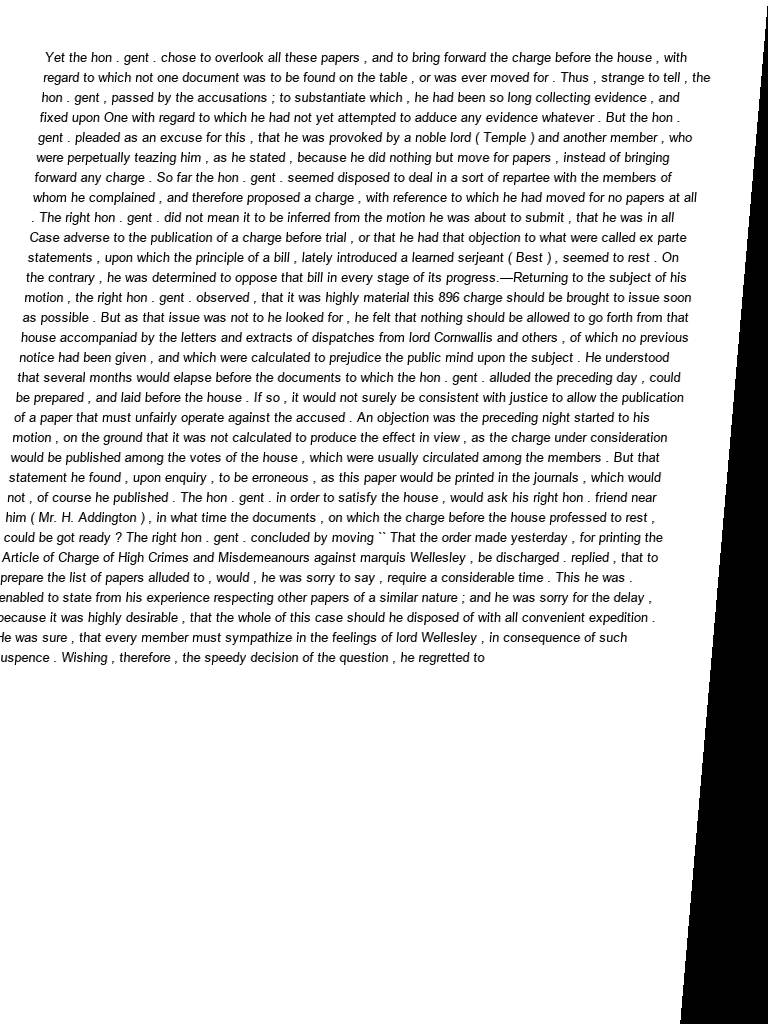 Yet the hon . gent . chose to overlook all these papers , and to bring forward the charge before the house , with
regard to which not one document was to be found on the table , or was ever moved for . Thus , strange to tell , the
hon . gent , passed by the accusations ; to substantiate which , he had been so long collecting evidence , and
fixed upon One with regard to which he had not yet attempted to adduce any evidence whatever . But the hon .
gent . pleaded as an excuse for this , that he was provoked by a noble lord ( Temple ) and another member , who
were perpetually teazing him , as he stated , because he did nothing but move for papers , instead of bringing
forward any charge . So far the hon . gent . seemed disposed to deal in a sort of repartee with the members of
whom he complained , and therefore proposed a charge , with reference to which he had moved for no papers at all
. The right hon . gent . did not mean it to be inferred from the motion he was about to submit , that he was in all
Case adverse to the publication of a charge before trial , or that he had that objection to what were called ex parte
statements , upon which the principle of a bill , lately introduced a learned serjeant ( Best ) , seemed to rest . On
the contrary , he was determined to oppose that bill in every stage of its progress.—Returning to the subject of his
motion , the right hon . gent . observed , that it was highly material this 896 charge should be brought to issue soon
as possible . But as that issue was not to he looked for , he felt that nothing should be allowed to go forth from that
house accompaniad by the letters and extracts of dispatches from lord Cornwallis and others , of which no previous
notice had been given , and which were calculated to prejudice the public mind upon the subject . He understood
that several months would elapse before the documents to which the hon . gent . alluded the preceding day , could
be prepared , and laid before the house . If so , it would not surely be consistent with justice to allow the publication
of a paper that must unfairly operate against the accused . An objection was the preceding night started to his
motion , on the ground that it was not calculated to produce the effect in view , as the charge under consideration
would be published among the votes of the house , which were usually circulated among the members . But that
statement he found , upon enquiry , to be erroneous , as this paper would be printed in the journals , which would
not , of course he published . The hon . gent . in order to satisfy the house , would ask his right hon . friend near
him ( Mr. H. Addington ) , in what time the documents , on which the charge before the house professed to rest ,
could be got ready ? The right hon . gent . concluded by moving `` That the order made yesterday , for printing the
Article of Charge of High Crimes and Misdemeanours against marquis Wellesley , be discharged . replied , that to
prepare the list of papers alluded to , would , he was sorry to say , require a considerable time . This he was .
enabled to state from his experience respecting other papers of a similar nature ; and he was sorry for the delay ,
because it was highly desirable , that the whole of this case should he disposed of with all convenient expedition .
He was sure , that every member must sympathize in the feelings of lord Wellesley , in consequence of such
uspence . Wishing , therefore , the speedy decision of the question , he regretted to